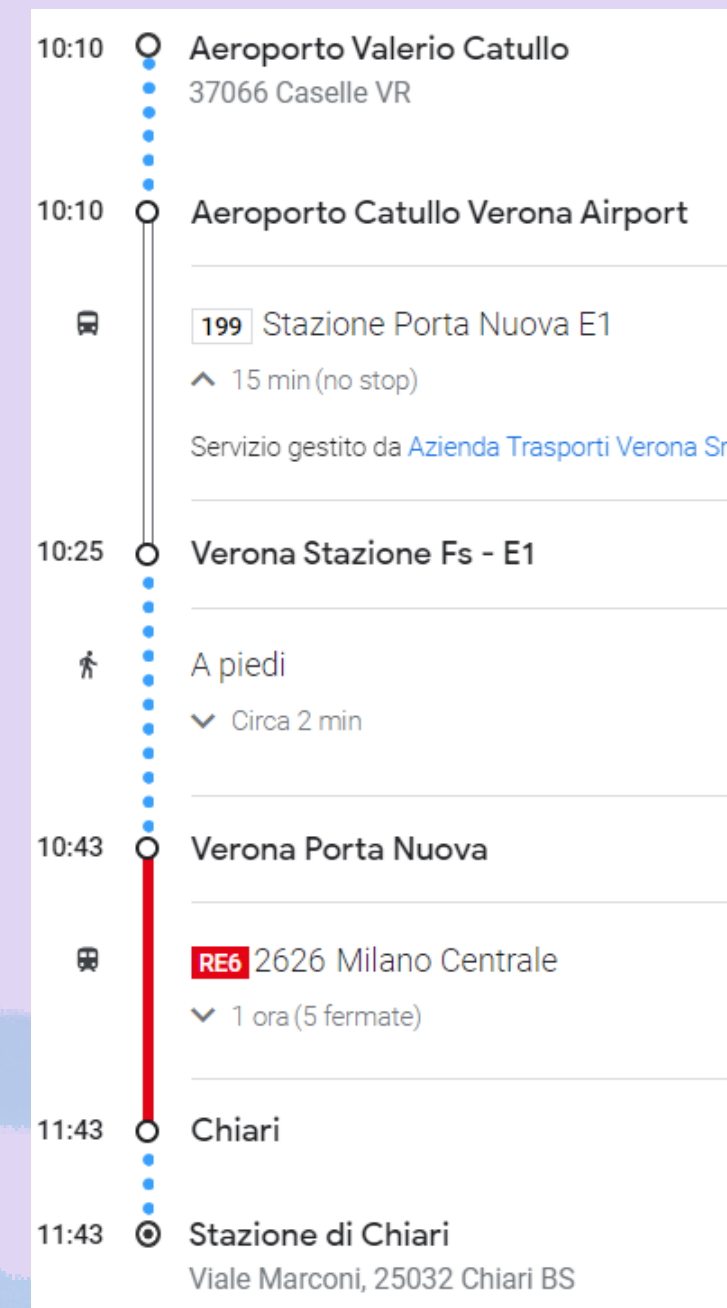 10:10 Aeroporto Valerio Catullo
37066 Caselle VR
10:10 Aeroporto Catullo Verona Airport
199 Stazione Porta Nuova E1
15 min (no stop)
Servizio gestito da Azienda Trasporti Verona Sr
10:25 Verona Stazione Fs - E1
A piedi
Circa 2 min
10:43 Verona Porta Nuova
RE6 2626 Milano Centrale
1 ora (5 fermate)
11:43 Chiari
11:43 Stazione di Chiari
Viale Marconi, 25032 Chiari BS